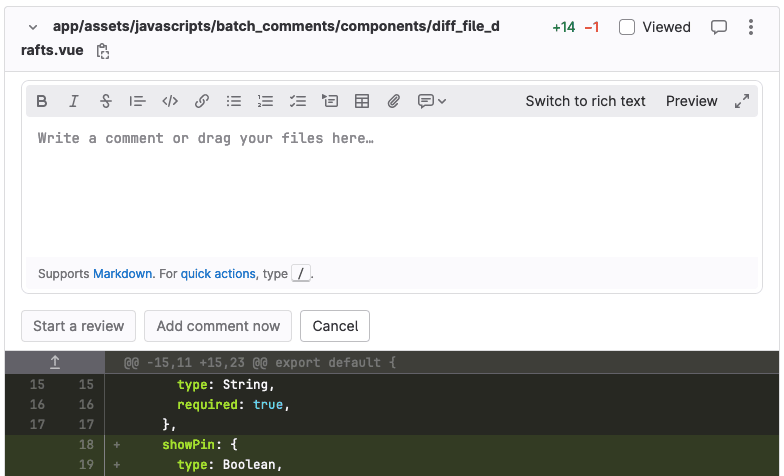 app/assets/javascripts/batch_comments/components/diff_file_d
rafts.vue
+14 −1 Viewed
Switch to rich text Preview
Write a comment or drag your files here…
Supports Markdown. For quick actions, type /.
Start a review Add comment now Cancel
@@ -15,11 +15,23 @@ export default {
15 15 type: String,
16 16 required: true,
17 17 },
18 + showPin: {
19 + type: Boolean,